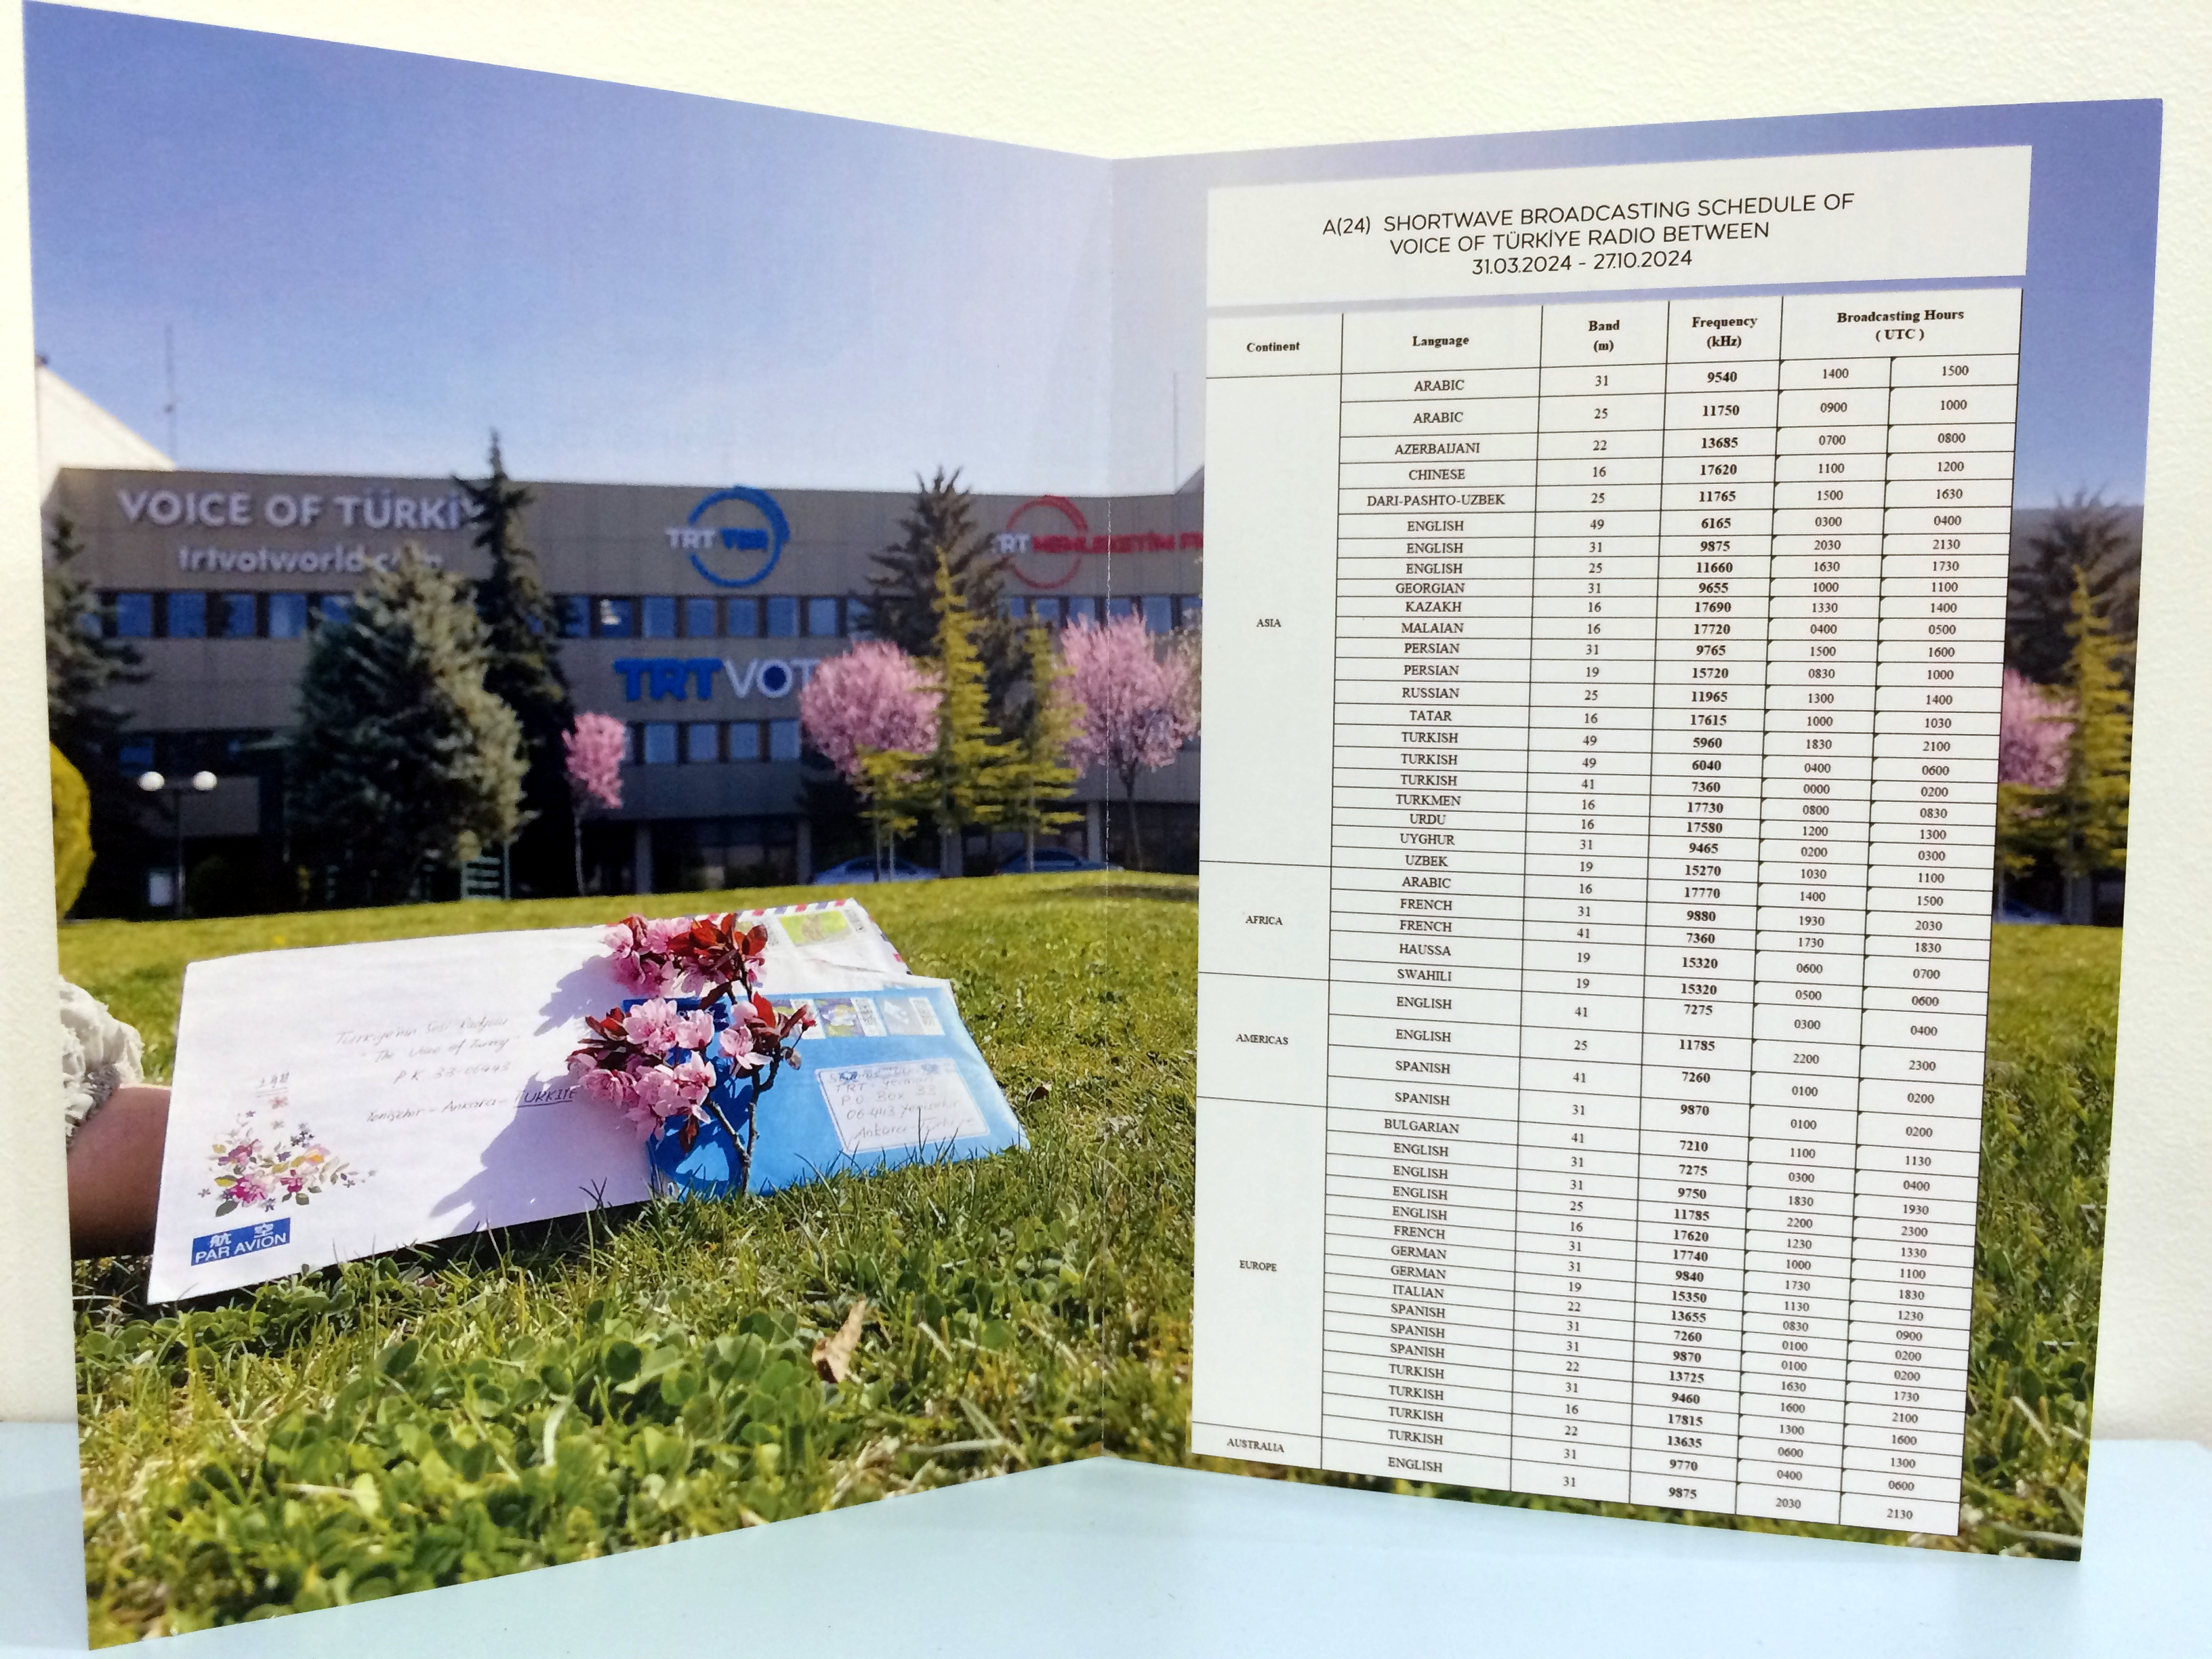 VOICE OF TÜRKİY
trtvotworld.com
TRT TSR
TRT MEMLEKETİM F
TRT VOT
Türkiye'nin Sesi Radyosu
"The Voice of Turkey"
P.K. 33-06443
Yenişehir - Ankara - TÜRKİYE
航 空
PAR AVION
TRT - German
P.O. Box 33
06443 Yenişehir
Ankara - Türkiye
A(24) SHORTWAVE BROADCASTING SCHEDULE OF
VOICE OF TÜRKİYE RADIO BETWEEN
31.03.2024 - 27.10.2024
Continent Language Band (m) Frequency (kHz) Broadcasting Hours ( UTC )
ASIA
ARABIC 31 9540 1400 1500
ARABIC 25 11750 0900 1000
AZERBAIJANI 22 13685 0700 0800
CHINESE 16 17620 1100 1200
DARI-PASHTO-UZBEK 25 11765 1500 1630
ENGLISH 49 6165 0300 0400
ENGLISH 31 9875 2030 2130
ENGLISH 25 11660 1630 1730
GEORGIAN 31 9655 1000 1100
KAZAKH 16 17690 1330 1400
MALAIAN 16 17720 0400 0500
PERSIAN 31 9765 1500 1600
PERSIAN 19 15720 0830 1000
RUSSIAN 25 11965 1300 1400
TATAR 16 17615 1000 1030
TURKISH 49 5960 1830 2100
TURKISH 49 6040 0400 0600
TURKISH 41 7360 0000 0200
TURKMEN 16 17730 0800 0830
URDU 16 17580 1200 1300
UYGHUR 31 9465 0200 0300
UZBEK 19 15270 1030 1100
AFRICA
ARABIC 16 17770 1400 1500
FRENCH 31 9880 1930 2030
FRENCH 41 7360 1730 1830
HAUSSA 19 15320 0600 0700
SWAHILI 19 15320 0500 0600
AMERICAS
ENGLISH 41 7275 0300 0400
ENGLISH 25 11785 2200 2300
SPANISH 41 7260 0100 0200
SPANISH 31 9870 0100 0200
EUROPE
BULGARIAN 41 7210 1100 1130
ENGLISH 31 7275 0300 0400
ENGLISH 31 9750 1830 1930
ENGLISH 25 11785 2200 2300
ENGLISH 16 17620 1230 1330
FRENCH 31 17740 1000 1100
GERMAN 31 9840 1730 1830
GERMAN 19 15350 1130 1230
ITALIAN 22 13655 0830 0900
SPANISH 31 7260 0100 0200
SPANISH 31 9870 0100 0200
SPANISH 22 13725 1630 1730
TURKISH 31 9460 1600 2100
TURKISH 16 17815 1300 1600
TURKISH 22 13635 0600 1300
TURKISH 31 9770 0400 0600
AUSTRALIA
ENGLISH 31 9875 2030 2130